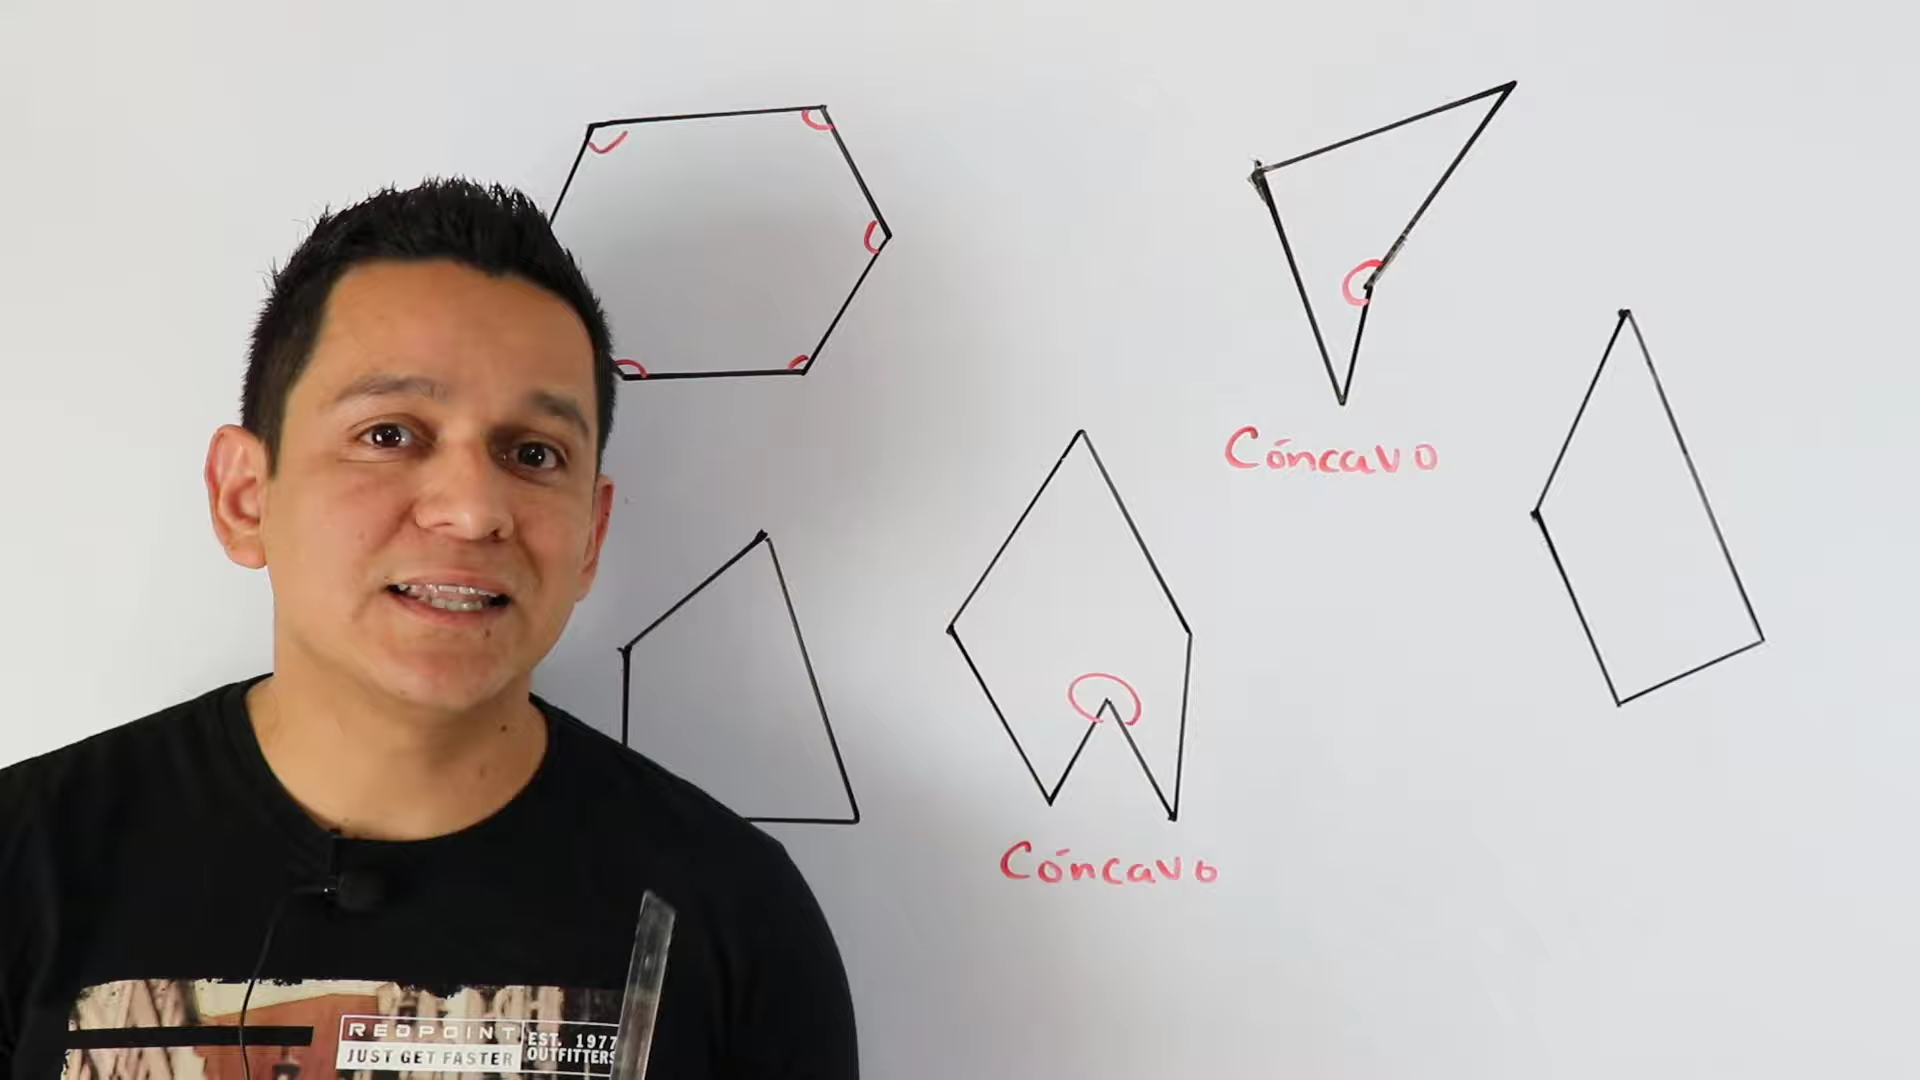 Cóncavo
Cóncavo
REDPOINT
JUST GET FASTER
EST. 1977
OUTFITTERS